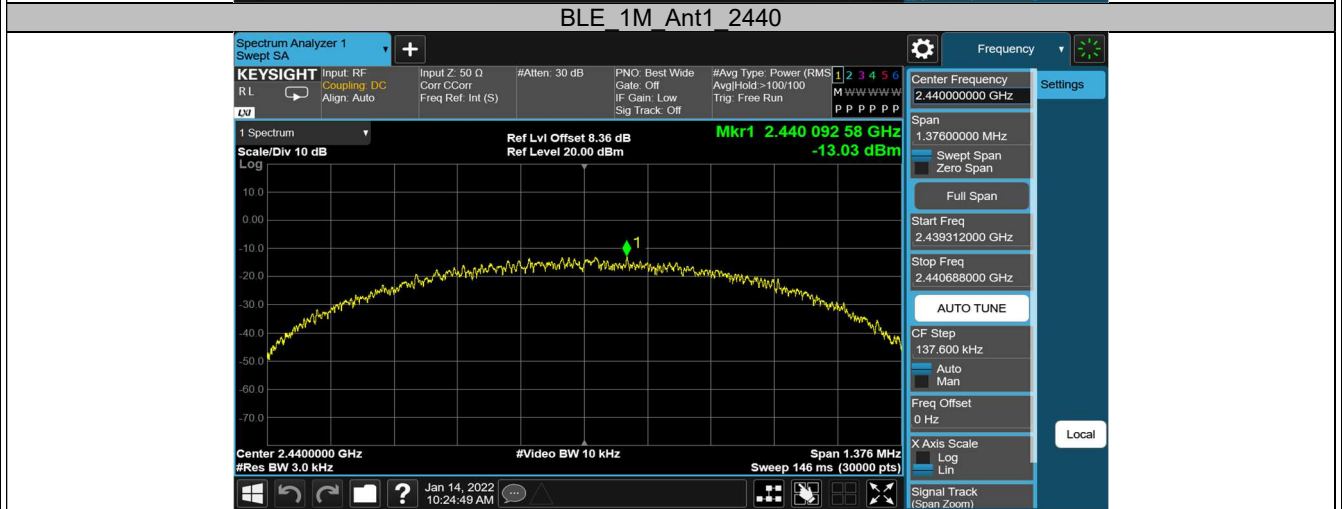 BLE_1M_Ant1_2440
Spectrum Analyzer 1
Swept SA
+
Frequency
KEYSIGHT
RL
LXI
Input: RF
Coupling: DC
Align: Auto
Input Z: 50 Ω
Corr CCorr
Freq Ref: Int (S)
#Atten: 30 dB
PNO: Best Wide
Gate: Off
IF Gain: Low
Sig Track: Off
#Avg Type: Power (RMS
Avg|Hold:>100/100
Trig: Free Run
1 2 3 4 5 6
M W W W W W
P P P P P P
1 Spectrum
Scale/Div 10 dB
Log
Ref Lvl Offset 8.36 dB
Ref Level 20.00 dBm
Mkr1 2.440 092 58 GHz
-13.03 dBm
10.0
0.00
-10.0
-20.0
-30.0
-40.0
-50.0
-60.0
-70.0
1
Center 2.4400000 GHz
#Res BW 3.0 kHz
#Video BW 10 kHz
Span 1.376 MHz
Sweep 146 ms (30000 pts)
Center Frequency
2.440000000 GHz
Settings
Span
1.37600000 MHz
Swept Span
Zero Span
Full Span
Start Freq
2.439312000 GHz
Stop Freq
2.440688000 GHz
AUTO TUNE
CF Step
137.600 kHz
Auto
Man
Freq Offset
0 Hz
X Axis Scale
Log
Lin
Signal Track
(Span Zoom)
Local
?
Jan 14, 2022
10:24:49 AM